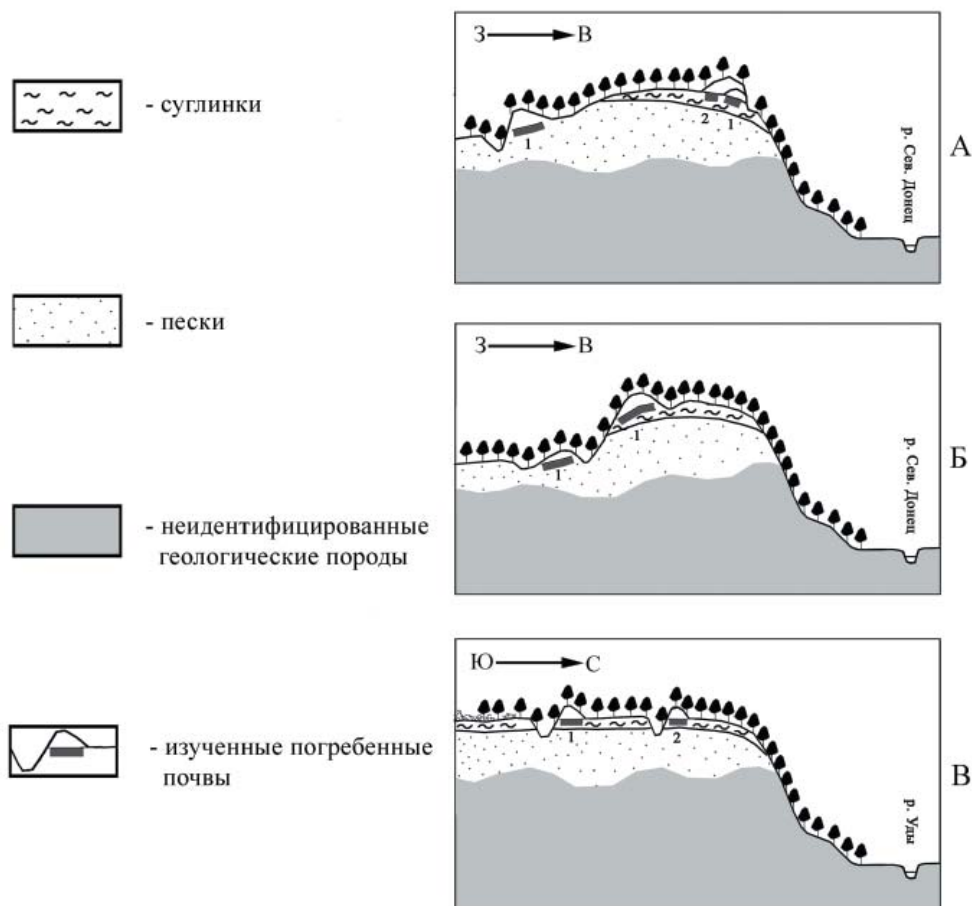 - суглинки
- пески
- неидентифицированные
геологические породы
- изученные погребенные
почвы
З В
1
2 1
р. Сев. Донец
А
З В
1
1
р. Сев. Донец
Б
Ю С
1
2
р. Уды
В